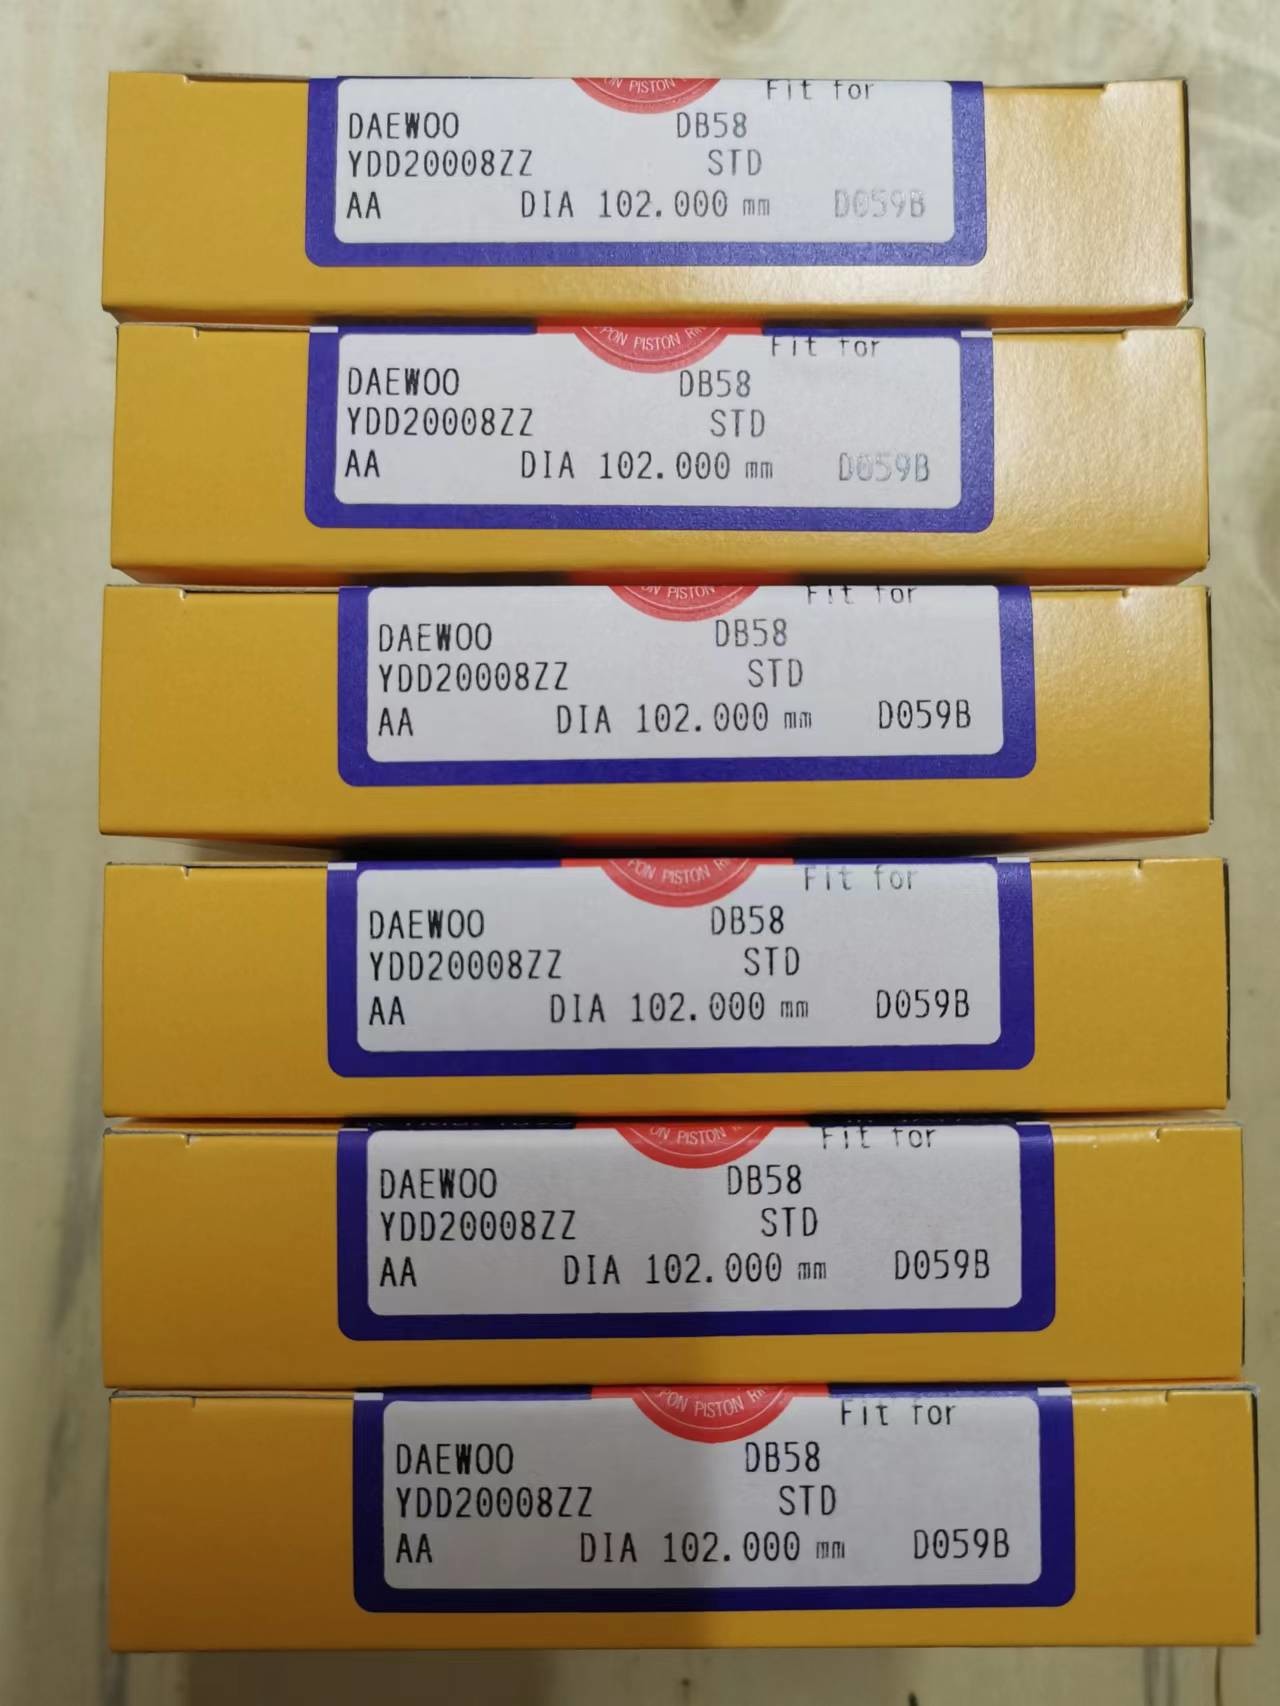 PISTON
Fit for
DAEWOO DB58
YDD20008ZZ STD
AA DIA 102.000 mm D059B
PISTON
Fit for
DAEWOO DB58
YDD20008ZZ STD
AA DIA 102.000 mm D059B
PISTON
Fit for
DAEWOO DB58
YDD20008ZZ STD
AA DIA 102.000 mm D059B
PISTON
Fit for
DAEWOO DB58
YDD20008ZZ STD
AA DIA 102.000 mm D059B
PISTON
Fit for
DAEWOO DB58
YDD20008ZZ STD
AA DIA 102.000 mm D059B
PISTON
Fit for
DAEWOO DB58
YDD20008ZZ STD
AA DIA 102.000 mm D059B